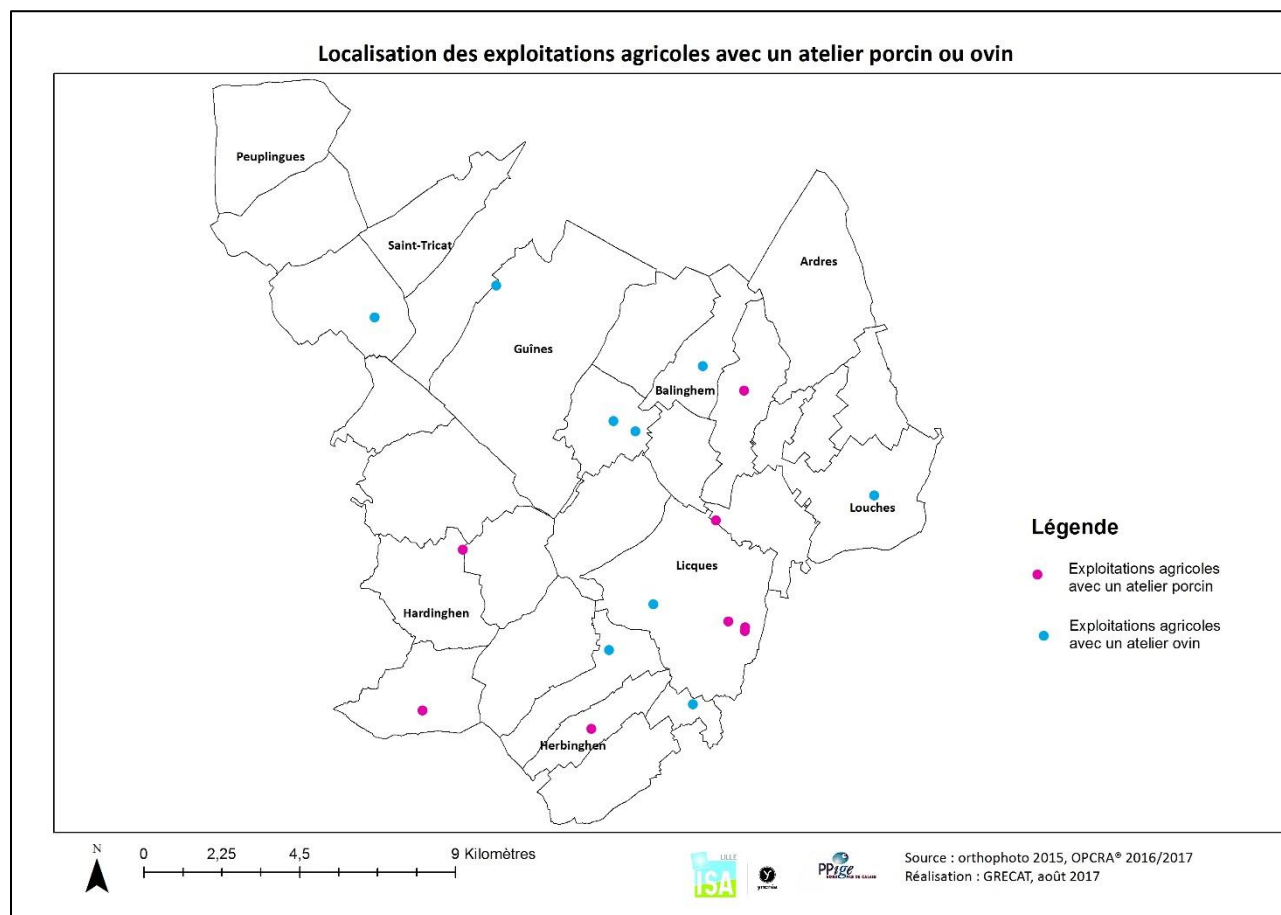 Localisation des exploitations agricoles avec un atelier porcin ou ovin
Peuplingues
Saint-Tricat
Ardres
Guînes
Balinghem
Louches
Licques
Hardinghen
Herbinghen
Légende
Exploitations agricoles
avec un atelier porcin
Exploitations agricoles
avec un atelier ovin
N
0 2,25 4,5 9 Kilomètres
LILLE
ISA
PPige
Source : orthophoto 2015, OPCRA® 2016/2017
Réalisation : GRECAT, août 2017